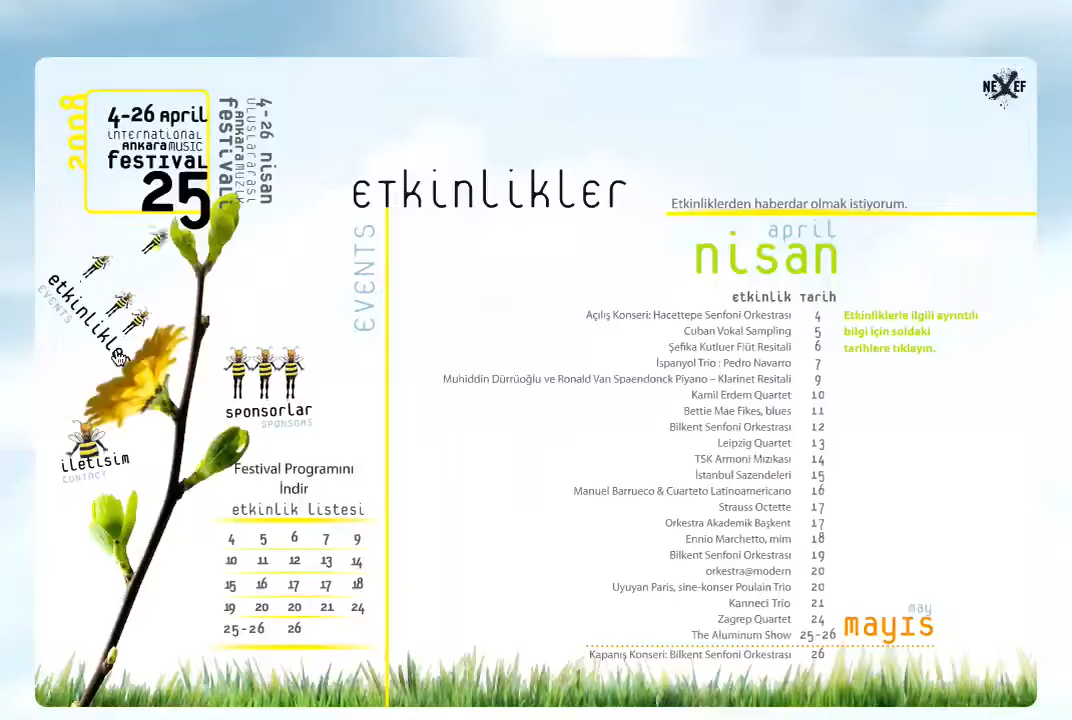 NEXEF
2008
4-26 april
international
ankara music
festival
25
4-26 nisan
uluslararası
ankara müzik
festivali
etkinlikler
Etkinliklerden haberdar olmak istiyorum.
EVENTS
april
nisan
etkinlik tarih
Açılış Konseri: Hacettepe Senfoni Orkestrası 4
Cuban Vokal Sampling 5
Şefika Kutluer Flüt Resitali 6
İspanyol Trio : Pedro Navarro 7
Muhiddin Dürrüoğlu ve Ronald Van Spaendonck Piyano – Klarinet Resitali 9
Kamil Erdem Quartet 10
Bettie Mae Fikes, blues 11
Bilkent Senfoni Orkestrası 12
Leipzig Quartet 13
TSK Armoni Mızıkası 14
İstanbul Sazendeleri 15
Manuel Barrueco & Cuarteto Latinoamericano 16
Strauss Octette 17
Orkestra Akademik Başkent 17
Ennio Marchetto, mim 18
Bilkent Senfoni Orkestrası 19
orkestra@modern 20
Uyuyan Paris, sine-konser Poulain Trio 20
Kanneci Trio 21
Zagrep Quartet 24
The Aluminum Show 25-26
Kapanış Konseri: Bilkent Senfoni Orkestrası 26
Etkinliklerle ilgili ayrıntılı
bilgi için soldaki
tarihlere tıklayın.
may
mayıs
etkinlikler
EVENTS
sponsorlar
SPONSORS
iletisim
CONTACT
Festival Programını
İndir
etkinlik listesi
4 5 6 7 9
10 11 12 13 14
15 16 17 17 18
19 20 20 21 24
25-26 26